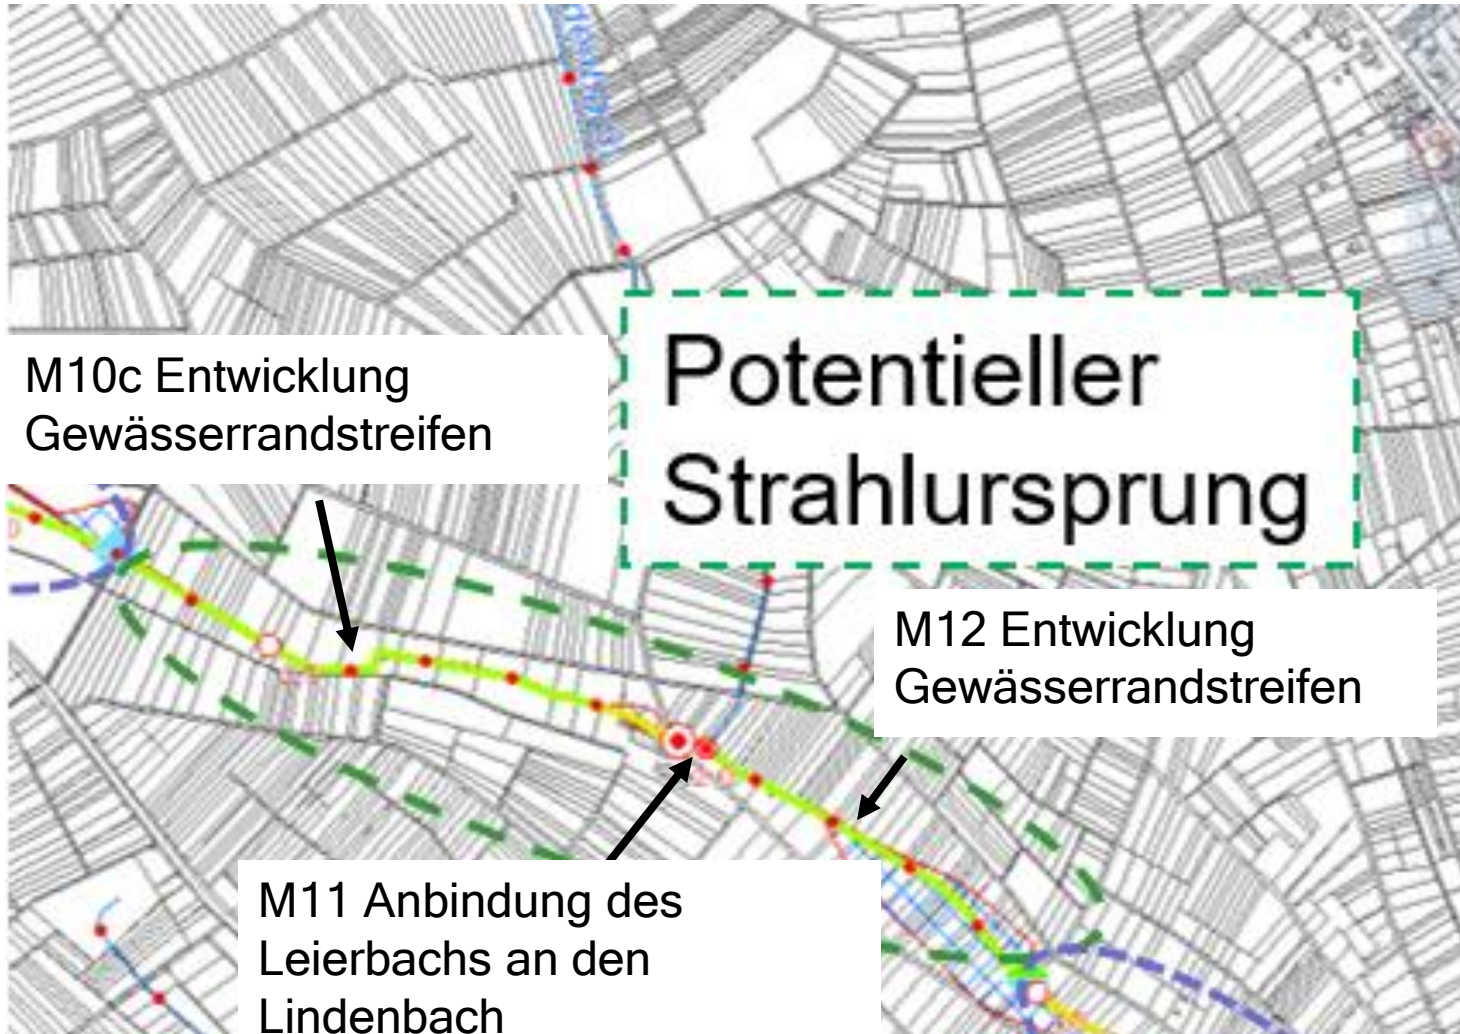 Potentieller
Strahlursprung
M10c Entwicklung
Gewässerrandstreifen
M12 Entwicklung
Gewässerrandstreifen
M11 Anbindung des
Leierbachs an den
Lindenbach